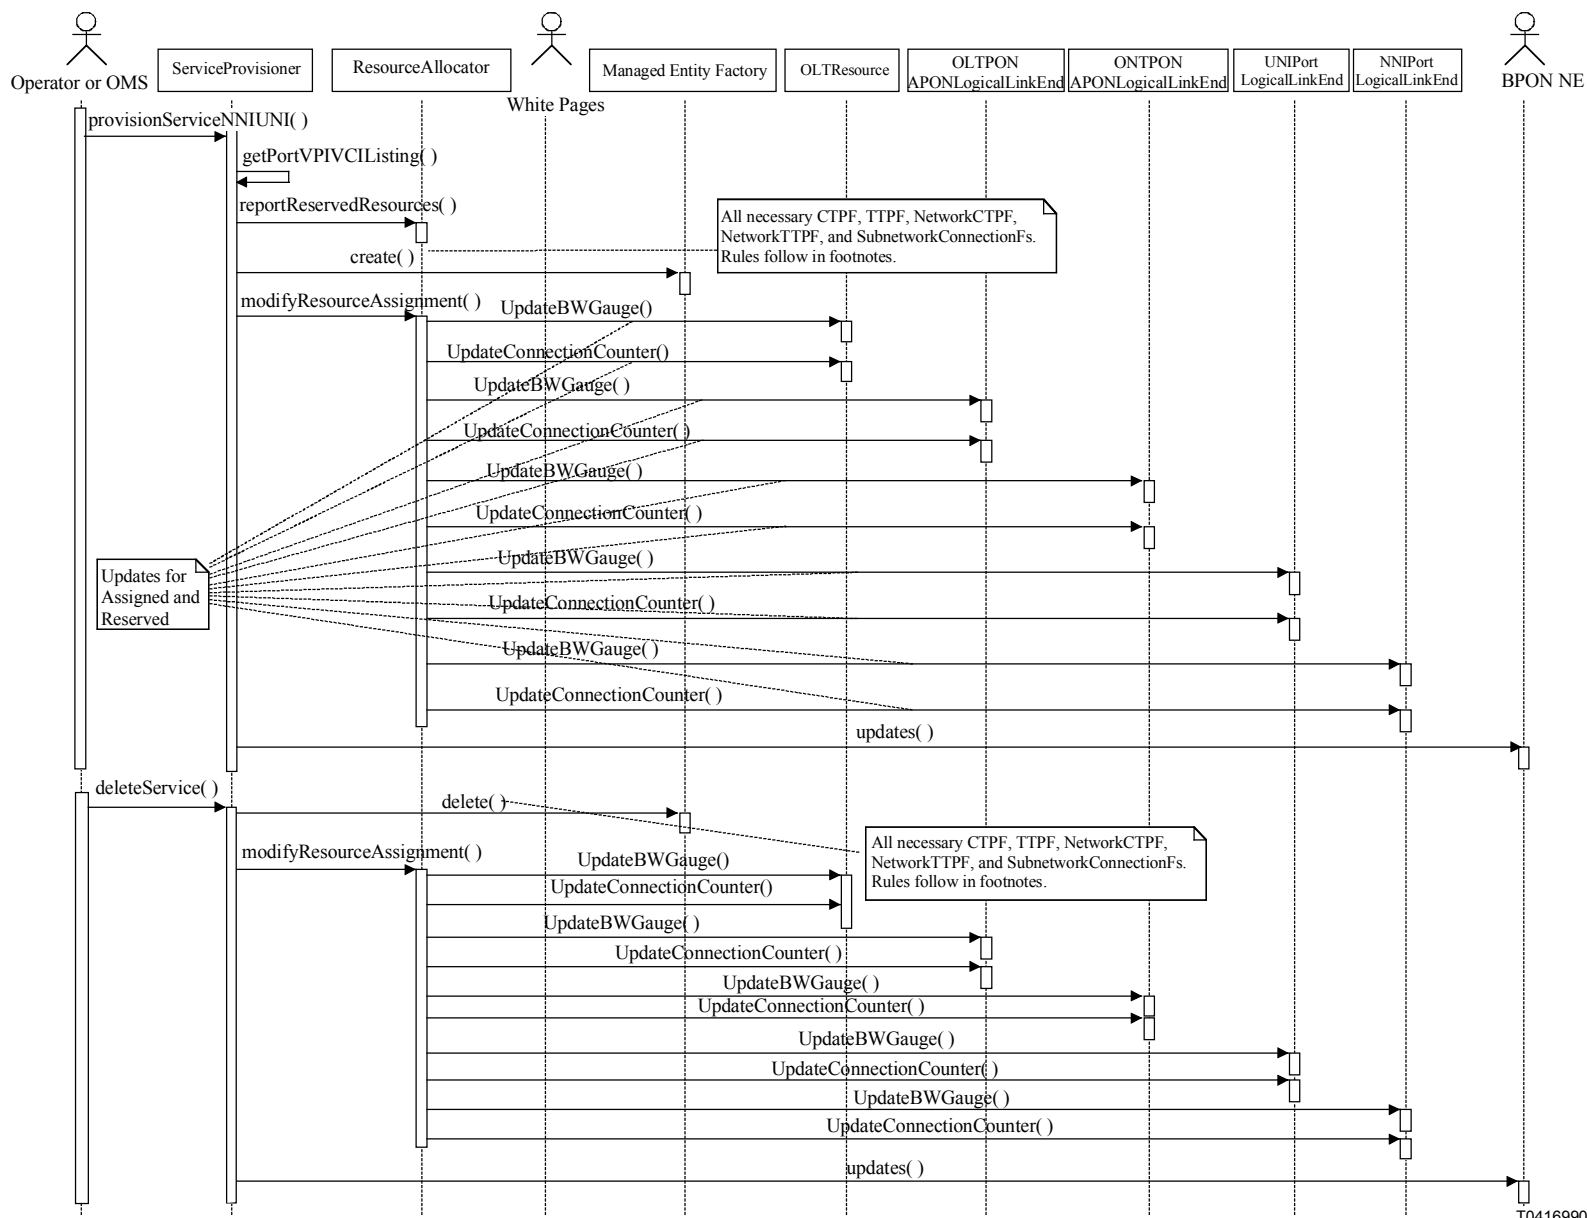 Operator or OMS
ServiceProvisioner
ResourceAllocator
White Pages
Managed Entity Factory
OLTResource
OLTPON
APONLogicalLinkEnd
ONTPON
APONLogicalLinkEnd
UNIPort
LogicalLinkEnd
NNIPort
LogicalLinkEnd
BPON NE
provisionServiceNNIUNI( )
getPortVPIVCIListing( )
reportReservedResources( )
All necessary CTPF, TTPF, NetworkCTPF,
NetworkTTPF, and SubnetworkConnectionFs.
Rules follow in footnotes.
create( )
modifyResourceAssignment( )
UpdateBWGauge()
UpdateConnectionCounter()
UpdateBWGauge( )
UpdateConnectionCounter( )
UpdateBWGauge( )
UpdateConnectionCounter( )
UpdateBWGauge( )
Updates for
Assigned and
Reserved
UpdateConnectionCounter( )
UpdateBWGauge( )
UpdateConnectionCounter( )
updates( )
deleteService( )
delete( )
All necessary CTPF, TTPF, NetworkCTPF,
NetworkTTPF, and SubnetworkConnectionFs.
Rules follow in footnotes.
modifyResourceAssignment( )
UpdateBWGauge()
UpdateConnectionCounter()
UpdateBWGauge( )
UpdateConnectionCounter( )
UpdateBWGauge( )
UpdateConnectionCounter( )
UpdateBWGauge( )
UpdateConnectionCounter( )
UpdateBWGauge( )
UpdateConnectionCounter( )
updates( )
T0416990